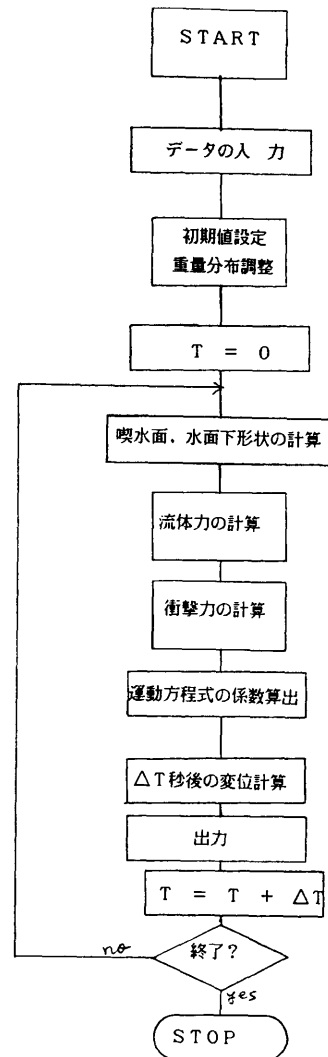 START
データの入 力
初期値設定
重量分布調整
T = 0
喫水面．水面下形状の計算
流体力の計算
衝撃力の計算
運動方程式の係数算出
△T秒後の変位計算
出力
T = T + △T
終了?
no
yes
STOP